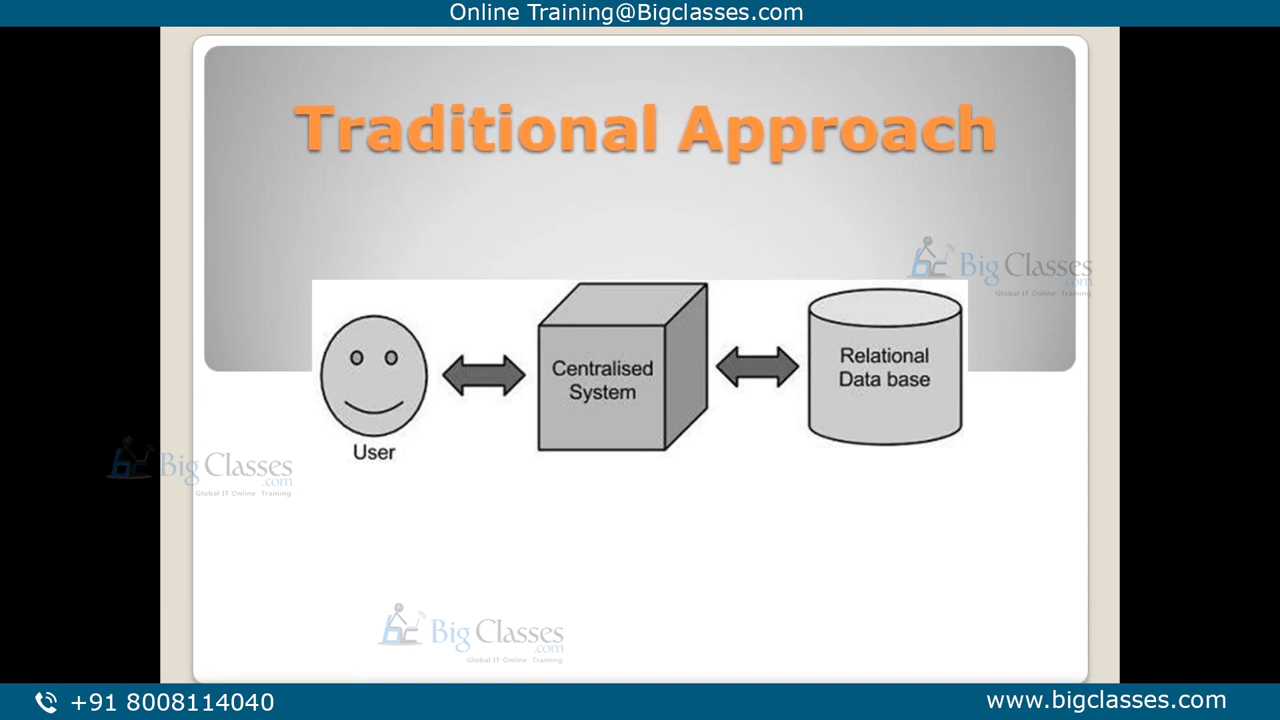 Online Training@Bigclasses.com
Traditional Approach
Big Classes
.com
Global IT Online Training
Centralised
System
Relational
Data base
User
Big Classes
.com
Global IT Online Training
Big Classes
.com
Global IT Online Training
+91 8008114040
www.bigclasses.com